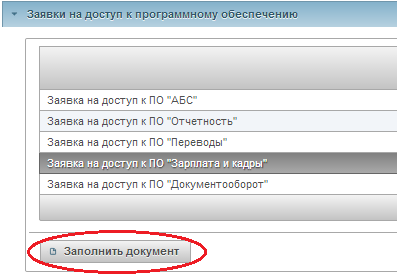 Заявки на доступ к программному обеспечению
Заявка на доступ к ПО "АБС"
Заявка на доступ к ПО "Отчетность"
Заявка на доступ к ПО "Переводы"
Заявка на доступ к ПО "Зарплата и кадры"
Заявка на доступ к ПО "Документооборот"
Заполнить документ